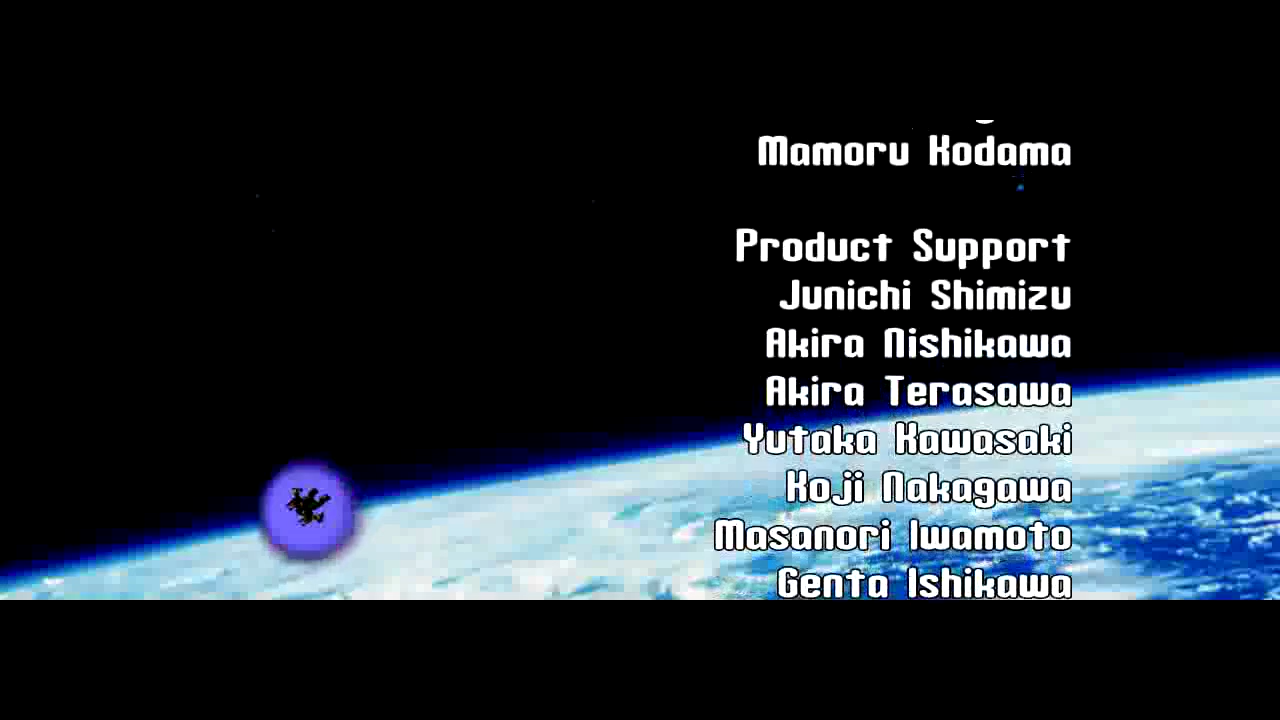 Mamoru Kodama
Product Support
Junichi Shimizu
Akira Nishikawa
Akira Terasawa
Yutaka Kawasaki
Koji Nakagawa
Masanori Iwamoto
Genta Ishikawa